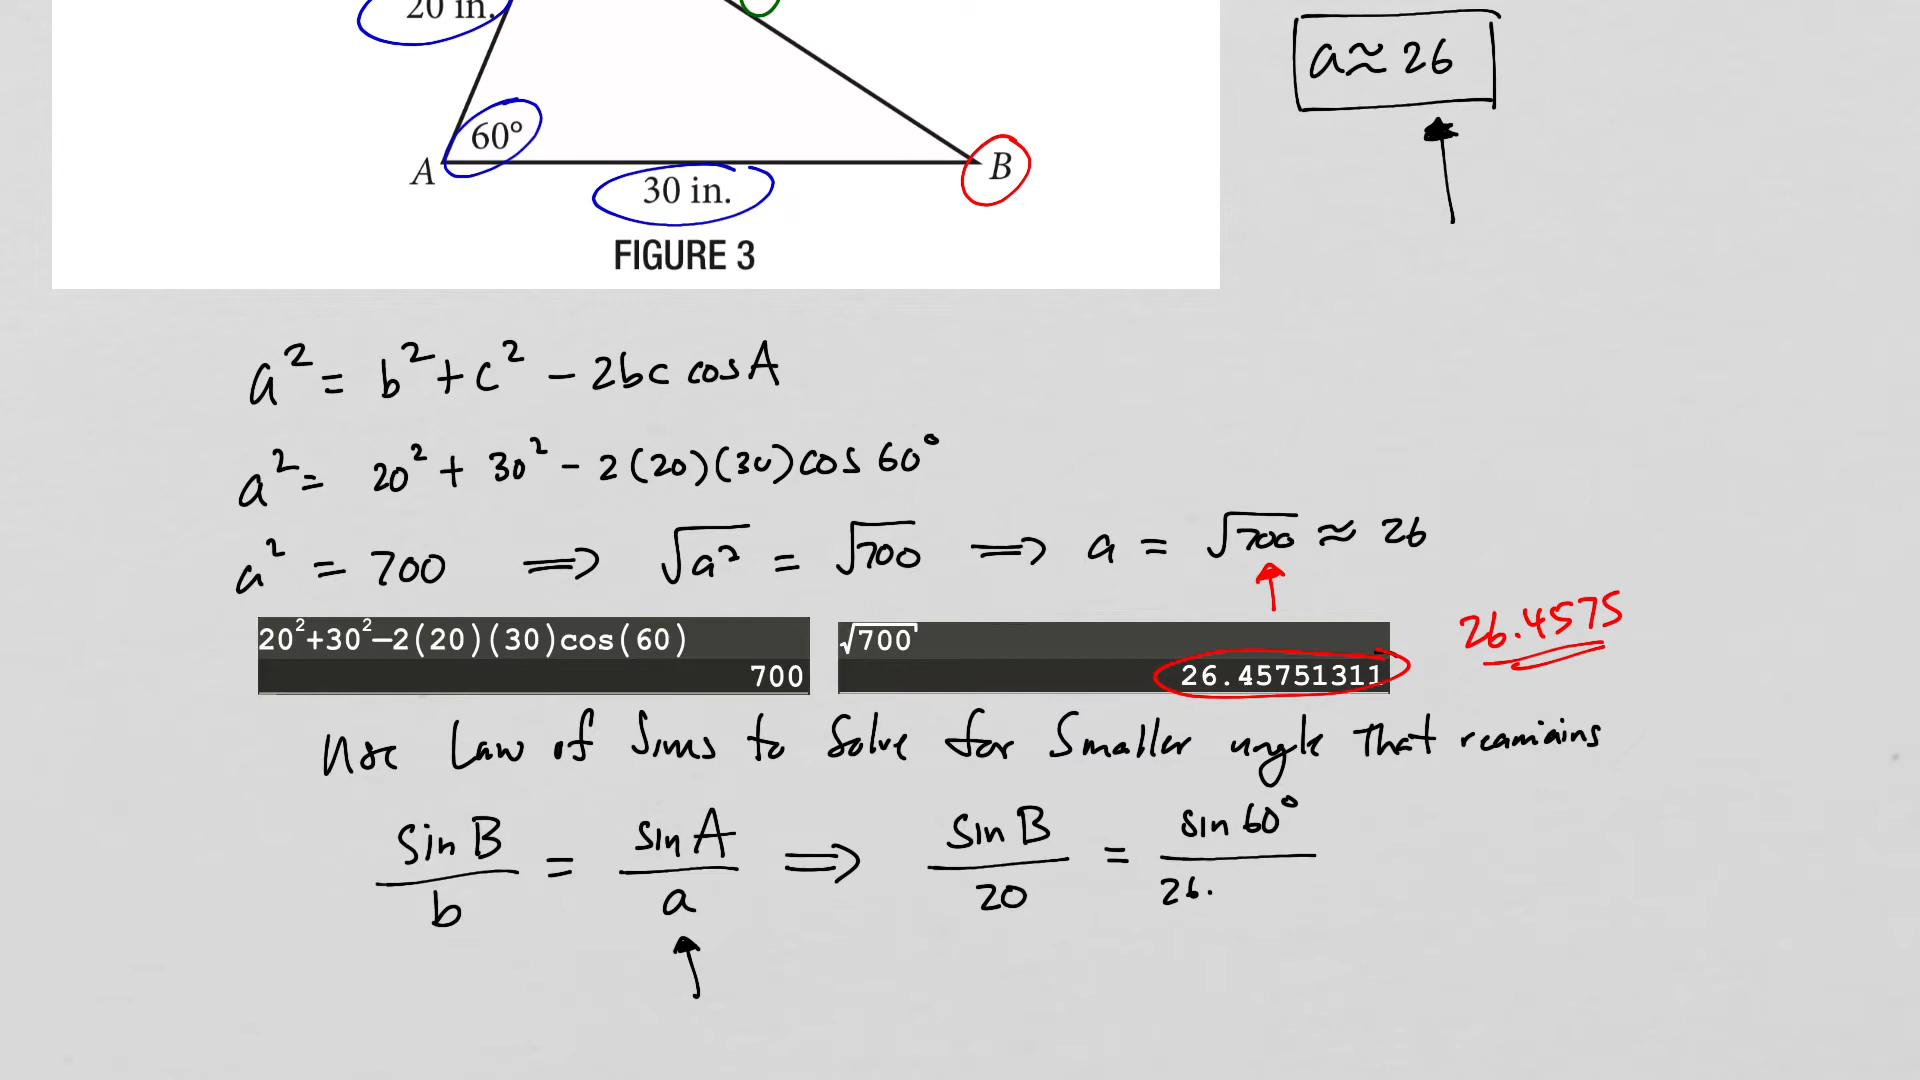 20 in.
a ≈ 26
60°
A
B
30 in.
FIGURE 3
a² = b² + c² − 2bc cos A
a² = 20² + 30² − 2(20)(30) cos 60°
a² = 700 ⟹ √a² = √700 ⟹ a = √700 ≈ 26
20²+30²−2(20)(30)cos(60)
700
√700
26.45751311
26.4575
Use Law of Sines to Solve for Smaller angle that reamains
sin B / b = sin A / a ⟹ sin B / 20 = sin 60° / 26.